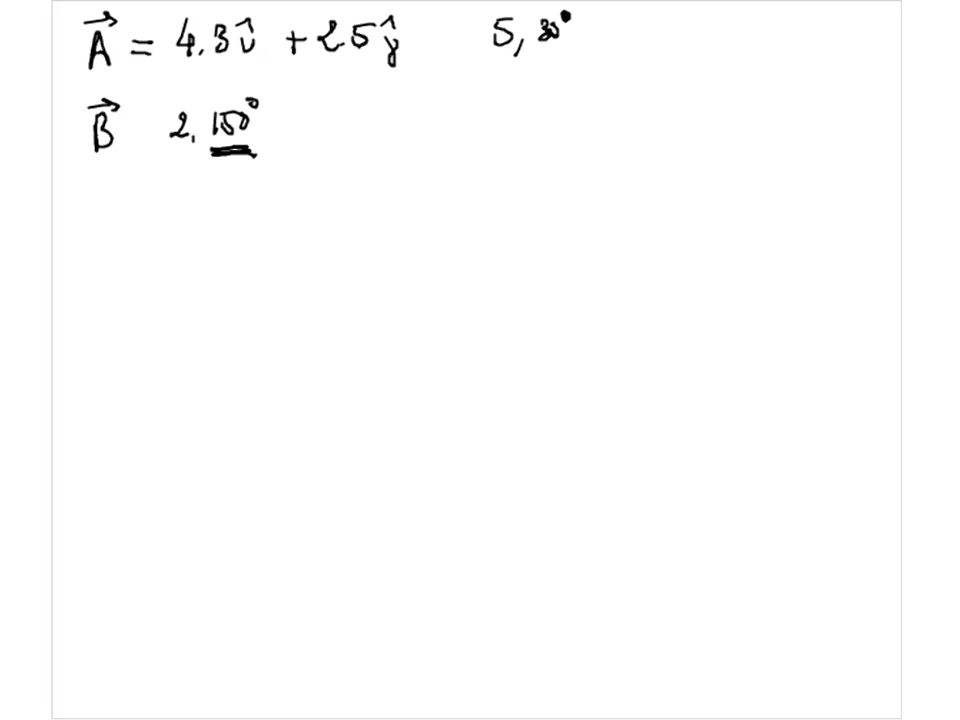 A⃗ = 4.3î + 2.5ĵ 5, 30°
B⃗ 2, 150°